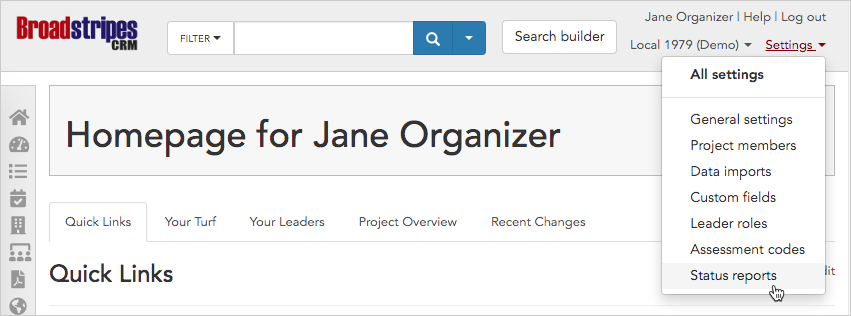 Broadstripes
CRM
FILTER
Search builder
Jane Organizer | Help | Log out
Local 1979 (Demo)
Settings
All settings
General settings
Project members
Data imports
Custom fields
Leader roles
Assessment codes
Status reports
Homepage for Jane Organizer
Quick Links
Your Turf
Your Leaders
Project Overview
Recent Changes
Quick Links